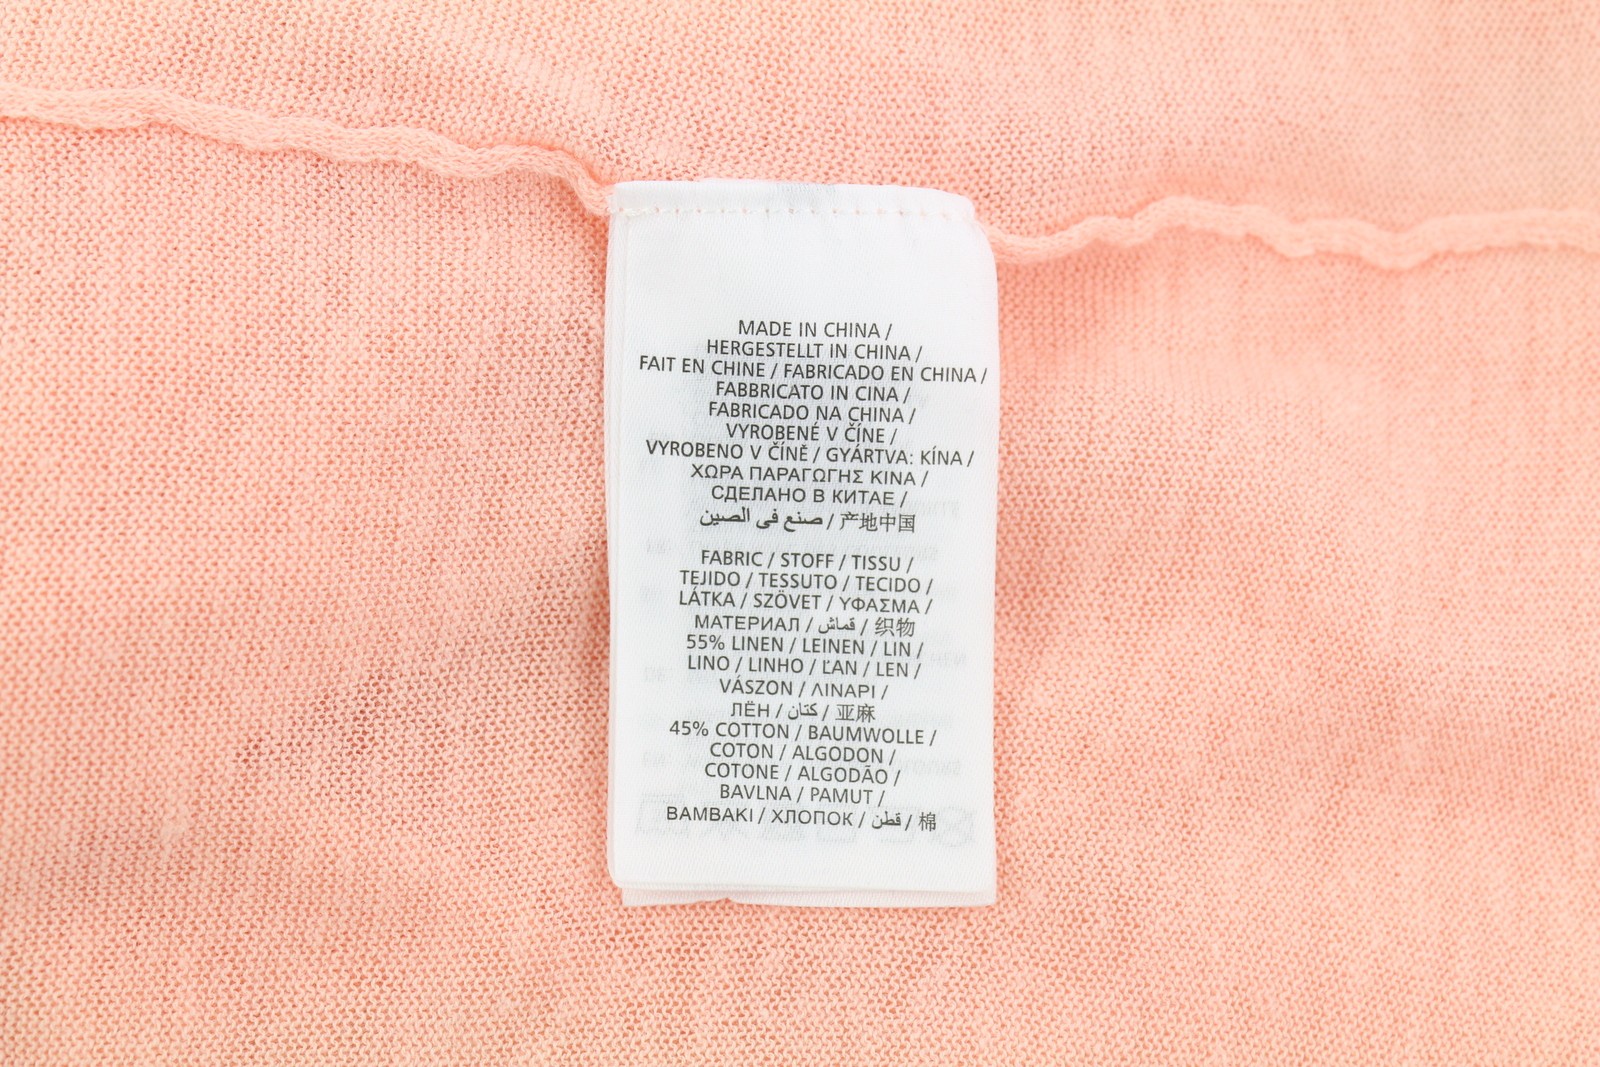 MADE IN CHINA /
HERGESTELLT IN CHINA /
FAIT EN CHINE / FABRICADO EN CHINA /
FABBRICATO IN CINA /
FABRICADO NA CHINA /
VYROBENÉ V ČÍNE /
VYROBENO V ČÍNĚ / GYÁRTVA: KÍNA /
ΧΩΡΑ ΠΑΡΑΓΩΓΗΣ ΚΙΝΑ /
СДЕЛАНО В КИТАЕ /
صنع في الصين / 产地中国
FABRIC / STOFF / TISSU /
TEJIDO / TESSUTO / TECIDO /
LÁTKA / SZÖVET / ΥΦΑΣΜΑ /
МАТЕРИАЛ / قماش / 织物
55% LINEN / LEINEN / LIN /
LINO / LINHO / ĽAN / LEN /
VÁSZON / ΛΙΝΑΡΙ /
ЛЁН / كتان / 亚麻
45% COTTON / BAUMWOLLE /
COTON / ALGODON /
COTONE / ALGODÃO /
BAVLNA / PAMUT /
ΒΑΜΒΑΚΙ / ХЛОПОК / قطن / 棉